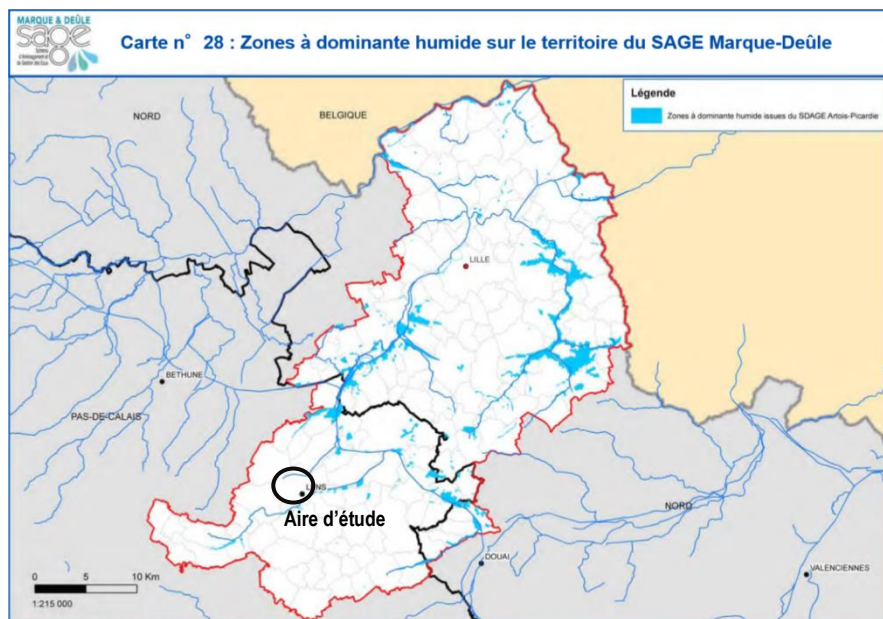 MARQUE & DEÛLE
sage
Carte n° 28 : Zones à dominante humide sur le territoire du SAGE Marque-Deûle
Légende
Zones à dominante humide issues du SDAGE Artois-Picardie
NORD
BELGIQUE
LILLE
BETHUNE
PAS-DE-CALAIS
LENS
Aire d’étude
NORD
DOUAI
VALENCIENNES
0 5 10 Km
1:215 000